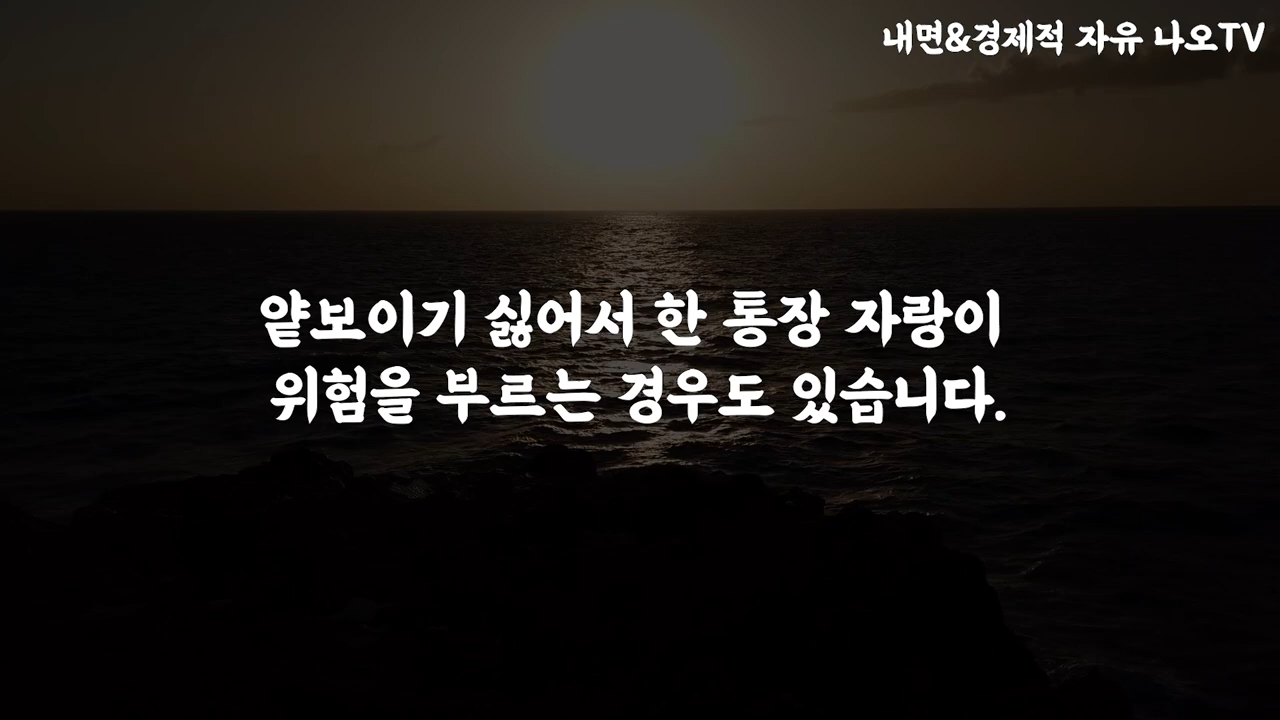 내면&경제적 자유 나오TV
얕보이기 싫어서 한 통장 자랑이
위험을 부르는 경우도 있습니다.